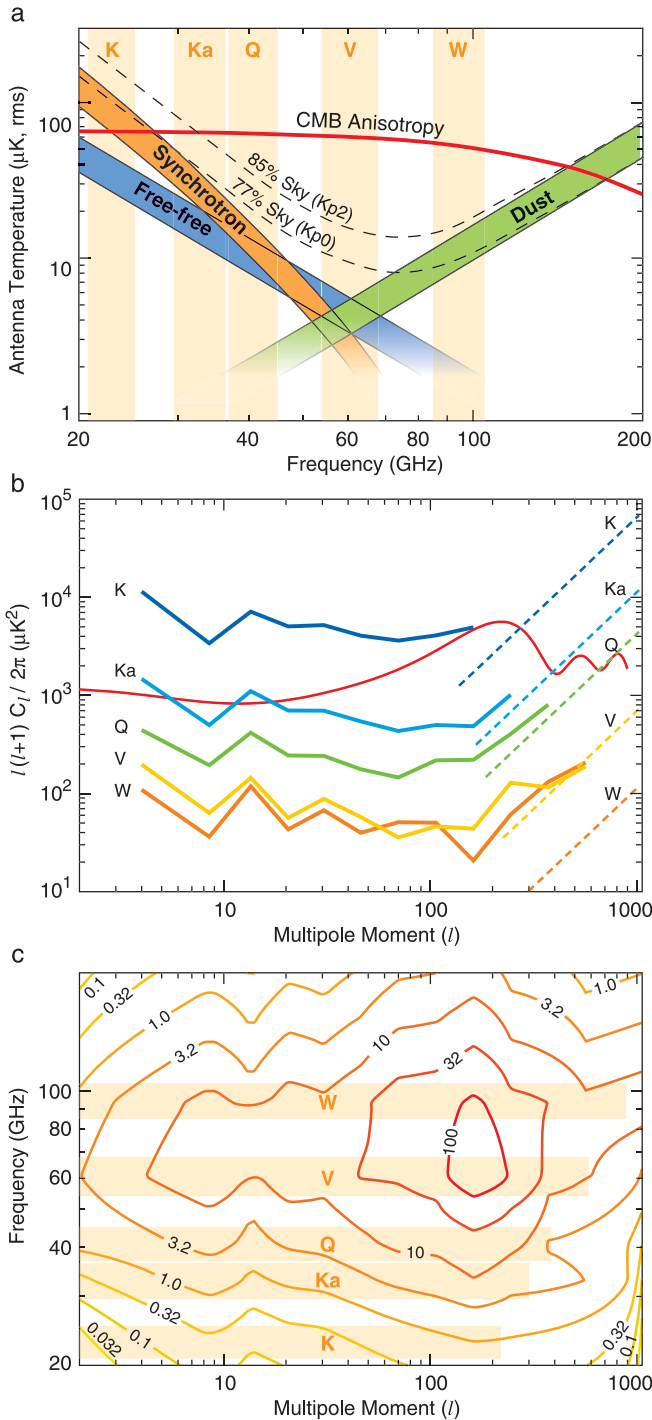 a
K Ka Q V W
100
10
1
CMB Anisotropy
85% Sky (Kp2)
77% Sky (Kp0)
Synchrotron
Free-free
Dust
Antenna Temperature (μK, rms)
20 40 60 80 100 200
Frequency (GHz)
b
10^5
10^4
10^3
10^2
10^1
K
Ka
Q
V
W
K
Ka
Q
V
W
l(l+1) C_l / 2π (μK^2)
10 100 1000
Multipole Moment (l)
c
0.1
0.32
1.0
3.2
10
32
3.2
1.0
100
W
V
Q
Ka
K
3.2
10
1.0
0.32
0.1
0.032
0.32
0.1
100
80
60
40
20
Frequency (GHz)
10 100 1000
Multipole Moment (l)